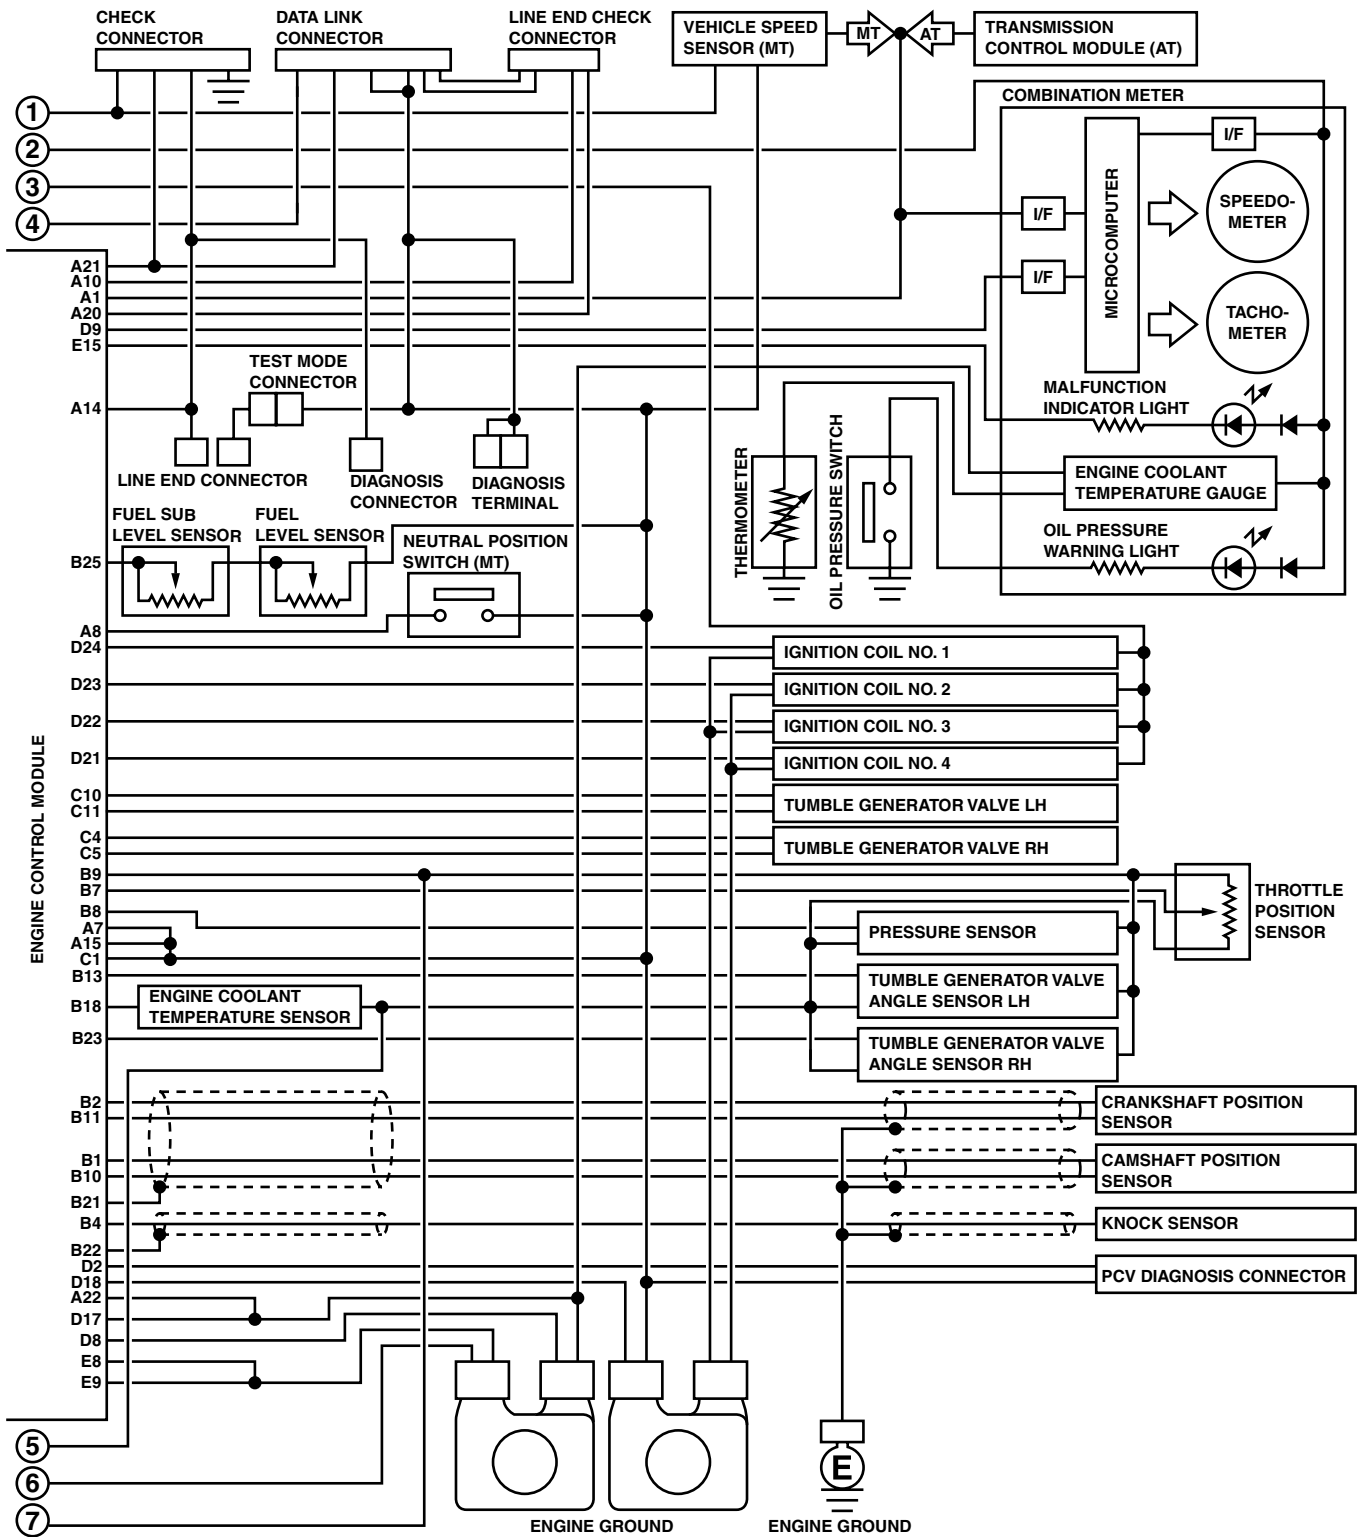 CHECK
CONNECTOR
DATA LINK
CONNECTOR
LINE END CHECK
CONNECTOR
VEHICLE SPEED
SENSOR (MT)
MT
AT
TRANSMISSION
CONTROL MODULE (AT)
1
2
3
4
COMBINATION METER
I/F
I/F
I/F
MICROCOMPUTER
SPEEDO-
METER
TACHO-
METER
MALFUNCTION
INDICATOR LIGHT
ENGINE COOLANT
TEMPERATURE GAUGE
OIL PRESSURE
WARNING LIGHT
A21
A10
A1
A20
D9
E15
A14
TEST MODE
CONNECTOR
LINE END CONNECTOR
DIAGNOSIS
CONNECTOR
DIAGNOSIS
TERMINAL
THERMOMETER
OIL PRESSURE SWITCH
FUEL SUB
LEVEL SENSOR
FUEL
LEVEL SENSOR
NEUTRAL POSITION
SWITCH (MT)
B25
A8
D24
D23
D22
D21
C10
C11
C4
C5
B9
B7
B8
A7
A15
C1
B13
B18
B23
B2
B11
B1
B10
B21
B4
B22
D2
D18
A22
D17
D8
E8
E9
ENGINE CONTROL MODULE
IGNITION COIL NO. 1
IGNITION COIL NO. 2
IGNITION COIL NO. 3
IGNITION COIL NO. 4
TUMBLE GENERATOR VALVE LH
TUMBLE GENERATOR VALVE RH
THROTTLE
POSITION
SENSOR
PRESSURE SENSOR
TUMBLE GENERATOR VALVE
ANGLE SENSOR LH
TUMBLE GENERATOR VALVE
ANGLE SENSOR RH
ENGINE COOLANT
TEMPERATURE SENSOR
CRANKSHAFT POSITION
SENSOR
CAMSHAFT POSITION
SENSOR
KNOCK SENSOR
PCV DIAGNOSIS CONNECTOR
5
6
7
E
ENGINE GROUND
ENGINE GROUND